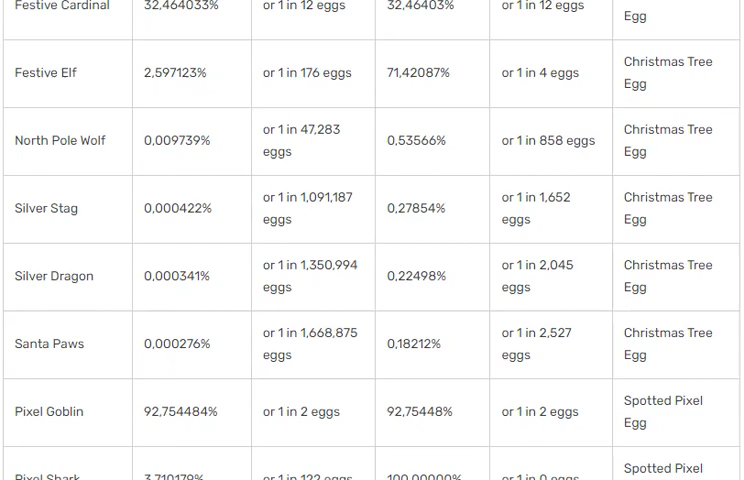 Festive Cardinal 32,464033% or 1 in 12 eggs 32,46403% or 1 in 12 eggs
Egg
Festive Elf 2,597123% or 1 in 176 eggs 71,42087% or 1 in 4 eggs Christmas Tree
Egg
North Pole Wolf 0,009739% or 1 in 47,283 0,53566% or 1 in 858 eggs Christmas Tree
eggs Egg
Silver Stag 0,000422% or 1 in 1,091,187 0,27854% or 1 in 1,652 Christmas Tree
eggs eggs Egg
Silver Dragon 0,000341% or 1 in 1,350,994 0,22498% or 1 in 2,045 Christmas Tree
eggs eggs Egg
Santa Paws 0,000276% or 1 in 1,668,875 0,18212% or 1 in 2,527 Christmas Tree
eggs eggs Egg
Pixel Goblin 92,754484% or 1 in 2 eggs 92,75448% or 1 in 2 eggs Spotted Pixel
Egg
Pixel Shark 3,710179% or 1 in 122 eggs 100,00000% or 1 in 0 eggs Spotted Pixel